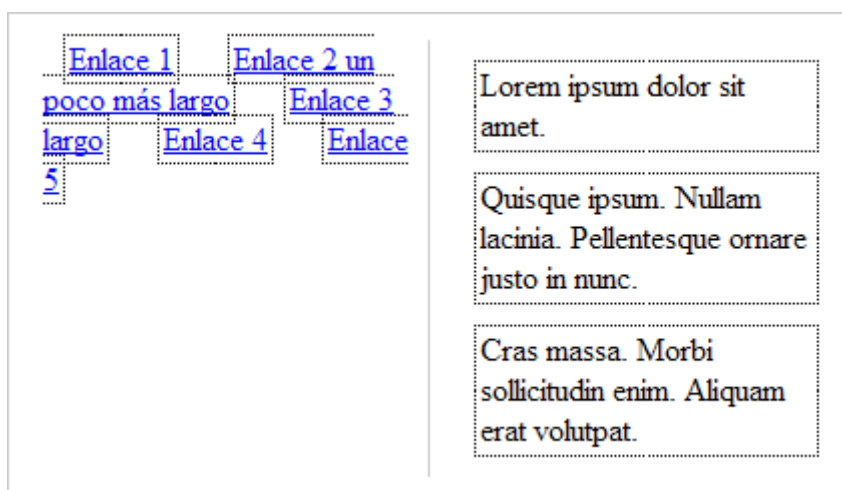 Enlace 1 Enlace 2 un
poco más largo Enlace 3
largo Enlace 4 Enlace
5
Lorem ipsum dolor sit
amet.
Quisque ipsum. Nullam
lacinia. Pellentesque ornare
justo in nunc.
Cras massa. Morbi
sollicitudin enim. Aliquam
erat volutpat.